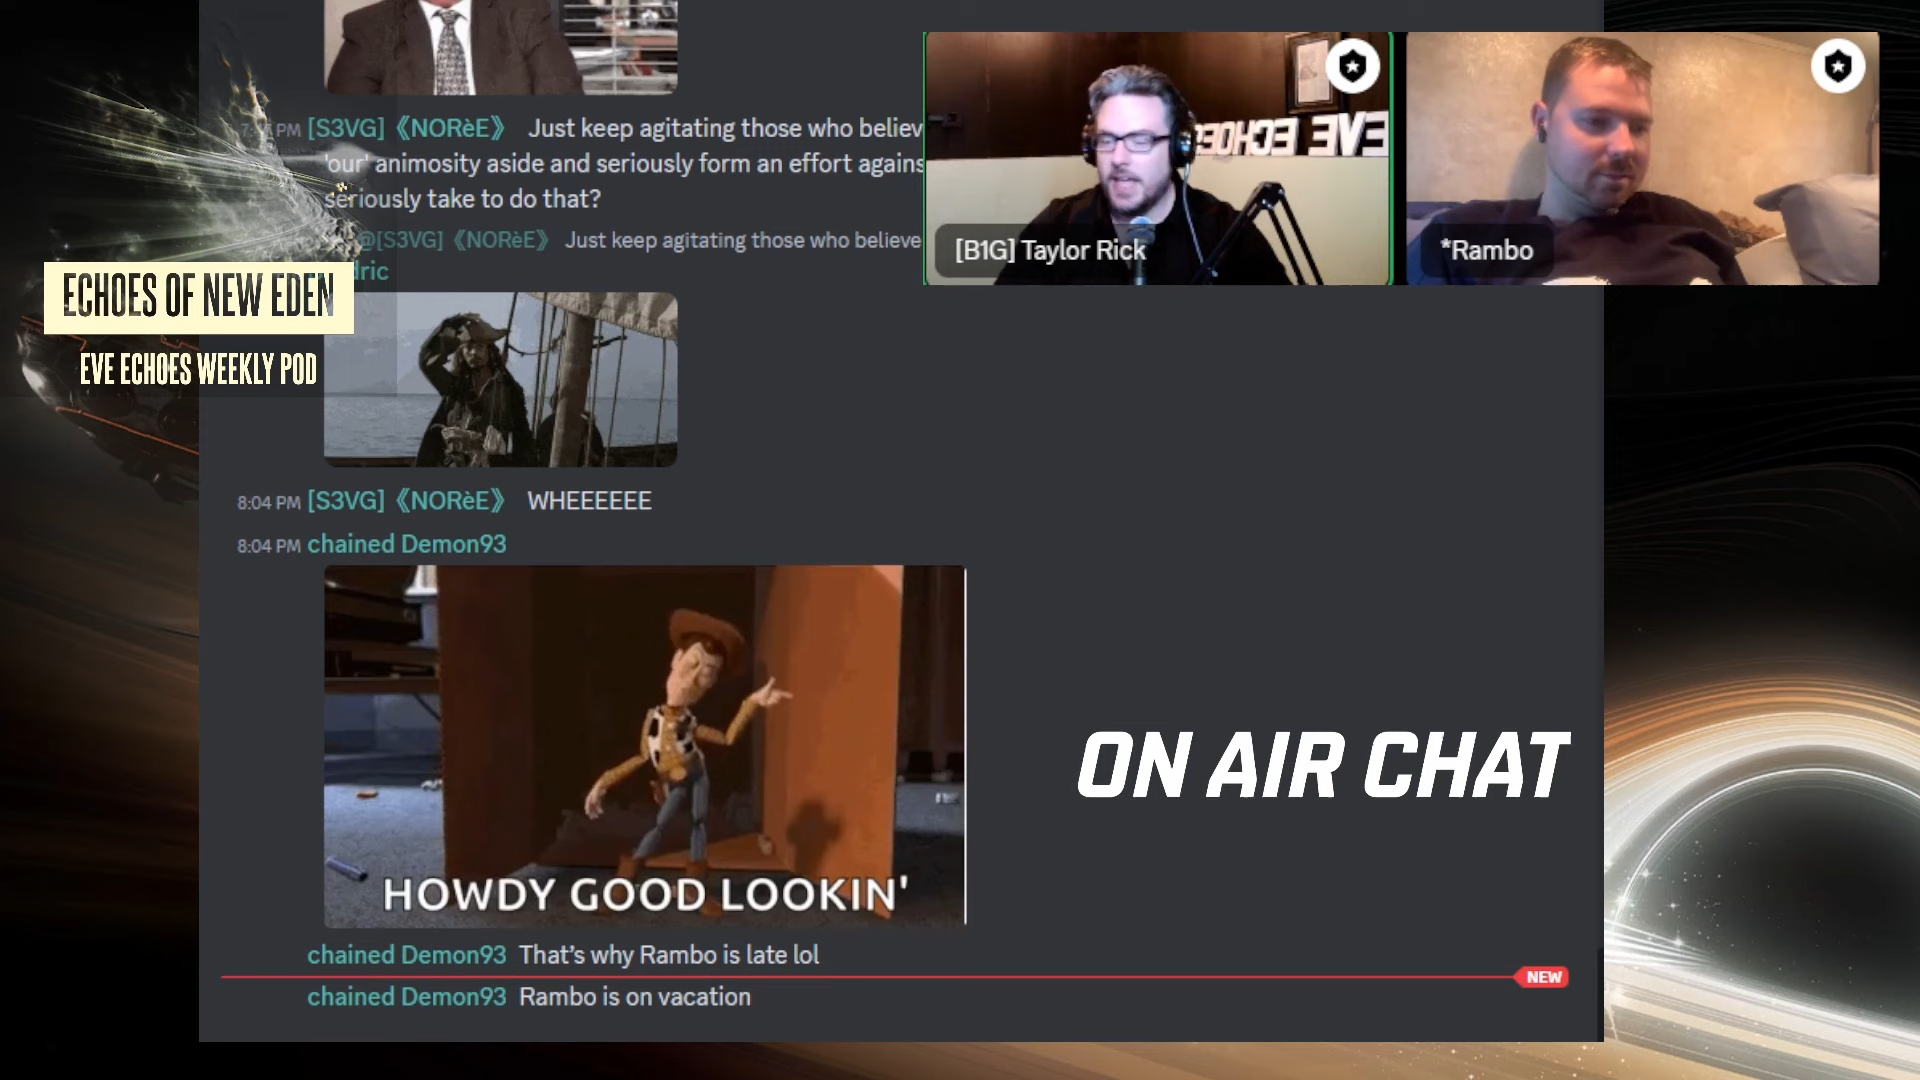 [S3VG]《NORèE》 Just keep agitating those who believ
'our' animosity aside and seriously form an effort agains
seriously take to do that?
@[S3VG]《NORèE》 Just keep agitating those who believe
EVE ECHOES
[B1G] Taylor Rick
*Rambo
ECHOES OF NEW EDEN
EVE ECHOES WEEKLY POD
8:04 PM [S3VG]《NORèE》 WHEEEEEE
8:04 PM chained Demon93
HOWDY GOOD LOOKIN'
ON AIR CHAT
chained Demon93 That's why Rambo is late lol
NEW
chained Demon93 Rambo is on vacation